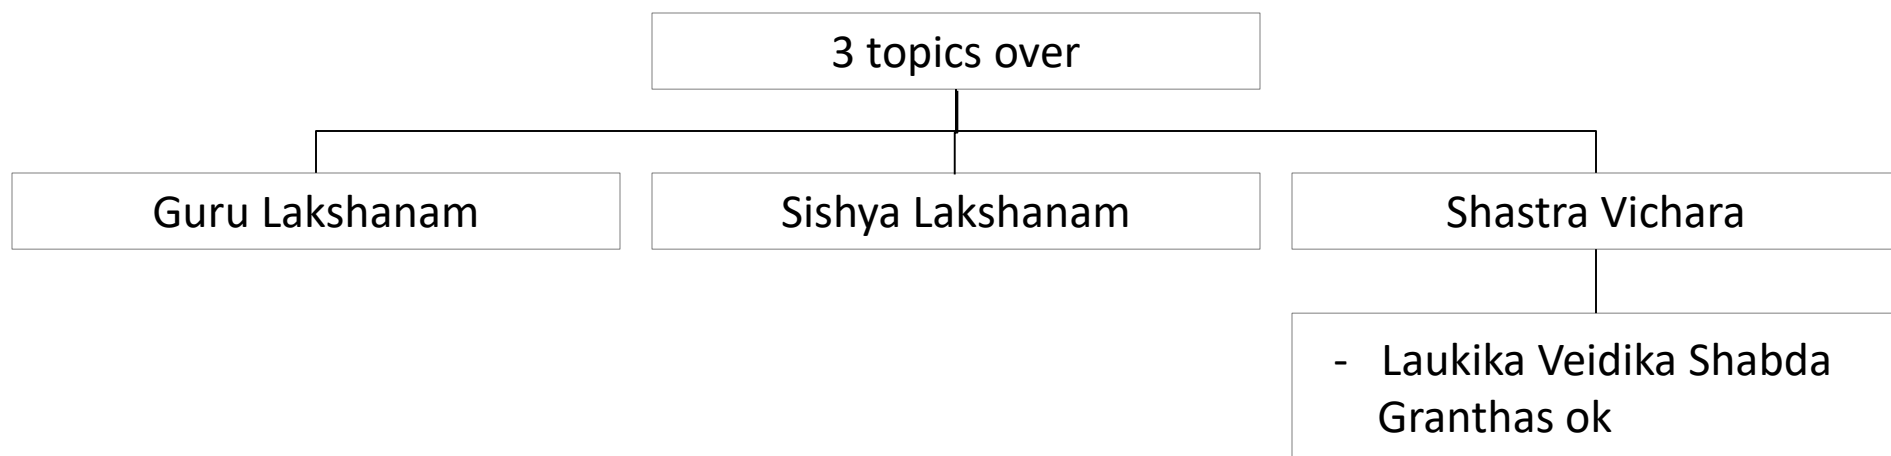 3 topics over
Guru Lakshanam
Sishya Lakshanam
Shastra Vichara
- Laukika Veidika Shabda
Granthas ok